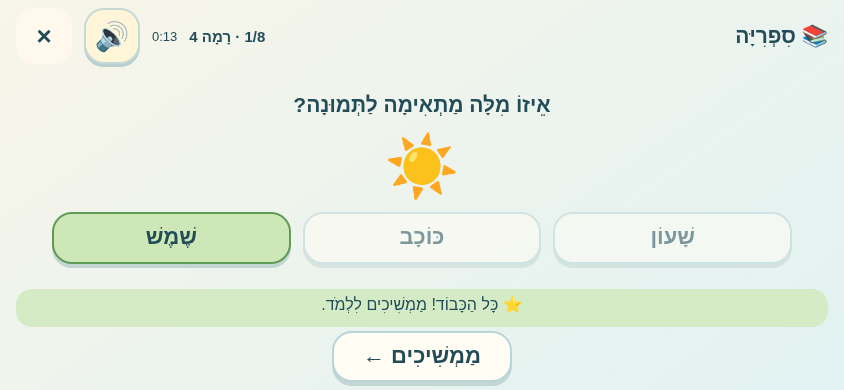 📚 סִפְרִיָּה
1/8 · רָמָה 4
0:13
×
אֵיזוֹ מִלָּה מַתְאִימָה לַתְּמוּנָה?
שָׁעוֹן
כּוֹכָב
שֶׁמֶשׁ
⭐ כָּל הַכָּבוֹד! מַמְשִׁיכִים לִלְמֹד.
מַמְשִׁיכִים ←